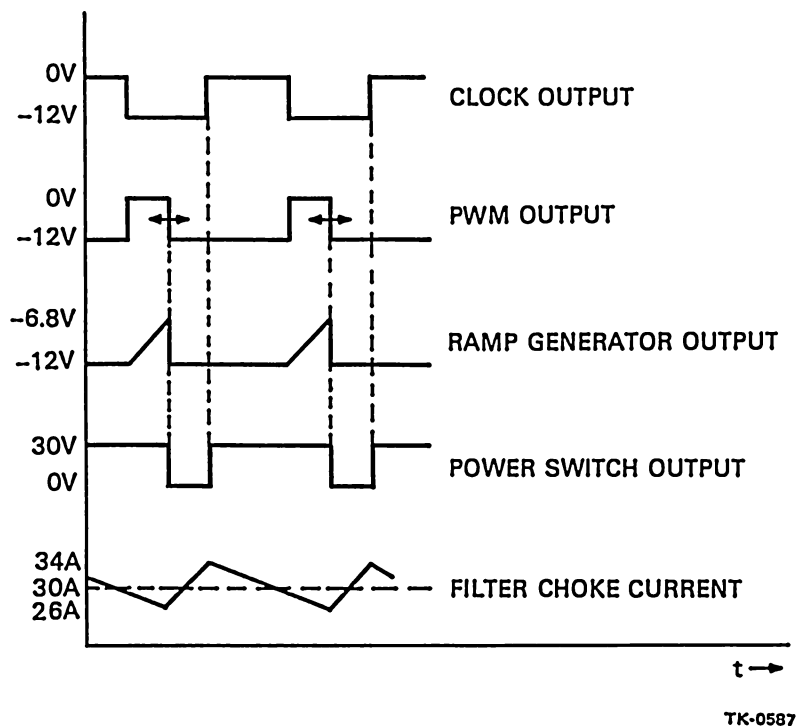 0V
-12V
CLOCK OUTPUT
0V
-12V
PWM OUTPUT
-6.8V
-12V
RAMP GENERATOR OUTPUT
30V
0V
POWER SWITCH OUTPUT
34A
30A
26A
FILTER CHOKE CURRENT
t
TK-0587